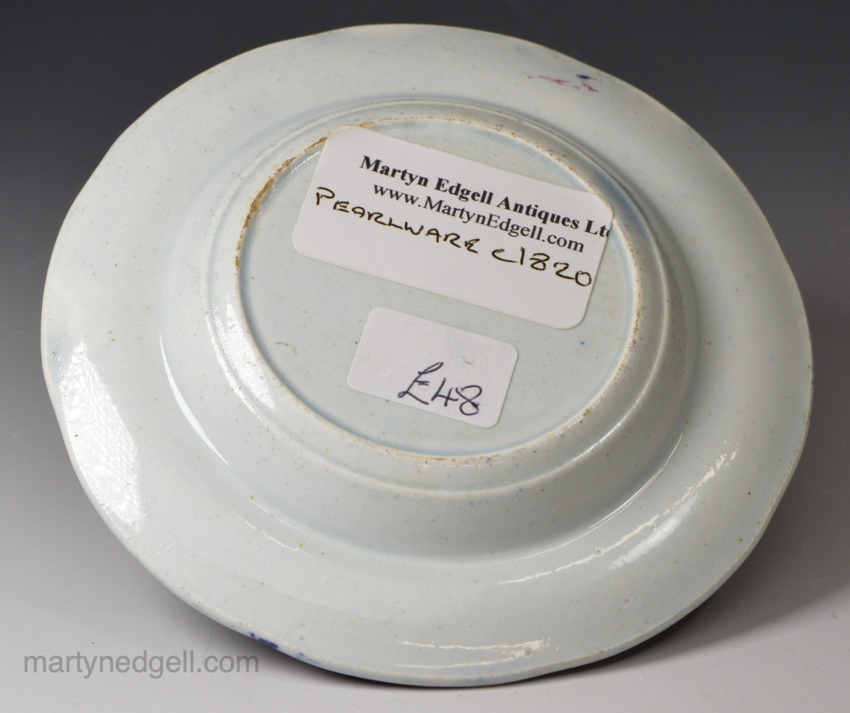 Martyn Edgell Antiques Ltd
www.MartynEdgell.com
PEARLWARE c1820
£48
martynedgell.com